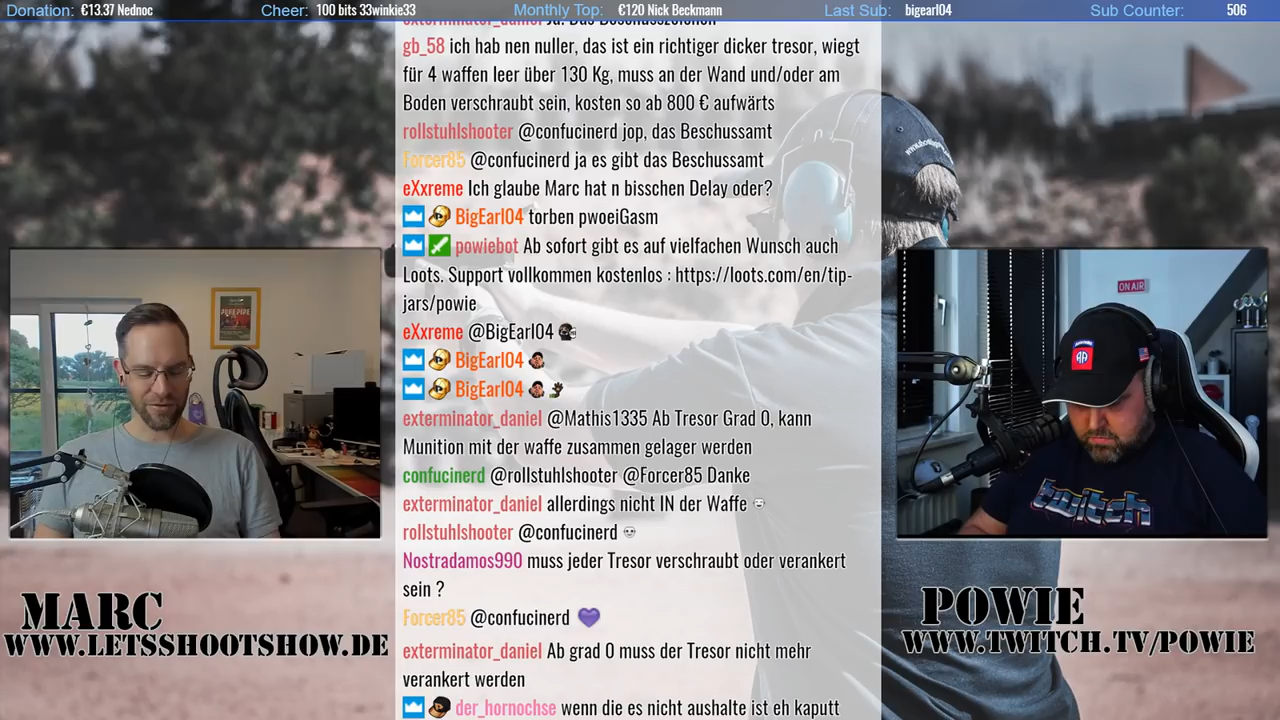 Donation: €13.37 Nednoc Cheer: 100 bits 33winkie33 Monthly Top: €120 Nick Beckmann Last Sub: bigearl04 Sub Counter: 506
exterminator_daniel Ja. Das Beschusszeichen
gb_58 ich hab nen nuller, das ist ein richtiger dicker tresor, wiegt
für 4 waffen leer über 130 Kg, muss an der Wand und/oder am
Boden verschraubt sein, kosten so ab 800 € aufwärts
rollstuhlshooter @confucinerd jop, das Beschussamt
Forcer85 @confucinerd ja es gibt das Beschussamt
eXxreme Ich glaube Marc hat n bisschen Delay oder?
BigEarl04 torben pwoeiGasm
powiebot Ab sofort gibt es auf vielfachen Wunsch auch
Loots. Support vollkommen kostenlos : https://loots.com/en/tip-
jars/powie
eXxreme @BigEarl04
BigEarl04
BigEarl04
exterminator_daniel @Mathis1335 Ab Tresor Grad 0, kann
Munition mit der waffe zusammen gelager werden
confucinerd @rollstuhlshooter @Forcer85 Danke
exterminator_daniel allerdings nicht IN der Waffe
rollstuhlshooter @confucinerd
Nostradamos990 muss jeder Tresor verschraubt oder verankert
sein ?
Forcer85 @confucinerd
exterminator_daniel Ab grad 0 muss der Tresor nicht mehr
verankert werden
der_hornochse wenn die es nicht aushalte ist eh kaputt
ON AIR
AA
twitch
MARC
WWW.LETSSHOOTSHOW.DE
POWIE
WWW.TWITCH.TV/POWIE